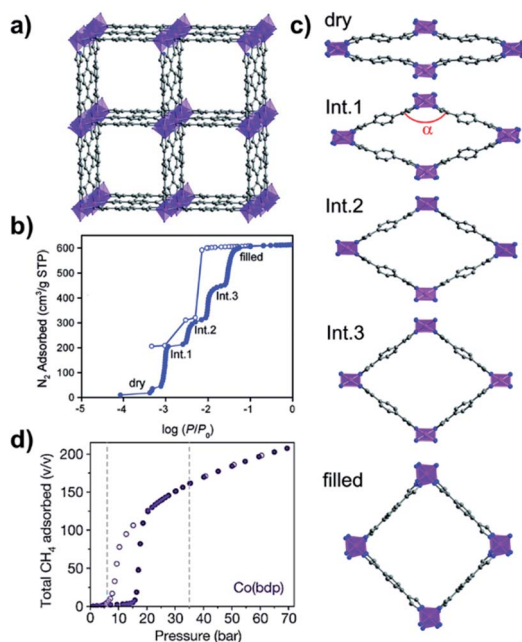 a)
b)
N₂ Adsorbed (cm³/g STP)
600
500
400
300
200
100
0
dry
Int.1
Int.2
Int.3
filled
-5
-4
-3
-2
-1
0
log (P/P₀)
d)
Total CH₄ adsorbed (v/v)
200
150
100
50
0
Co(bdp)
0
10
20
30
40
50
60
70
Pressure (bar)
c)
dry
Int.1
α
Int.2
Int.3
filled